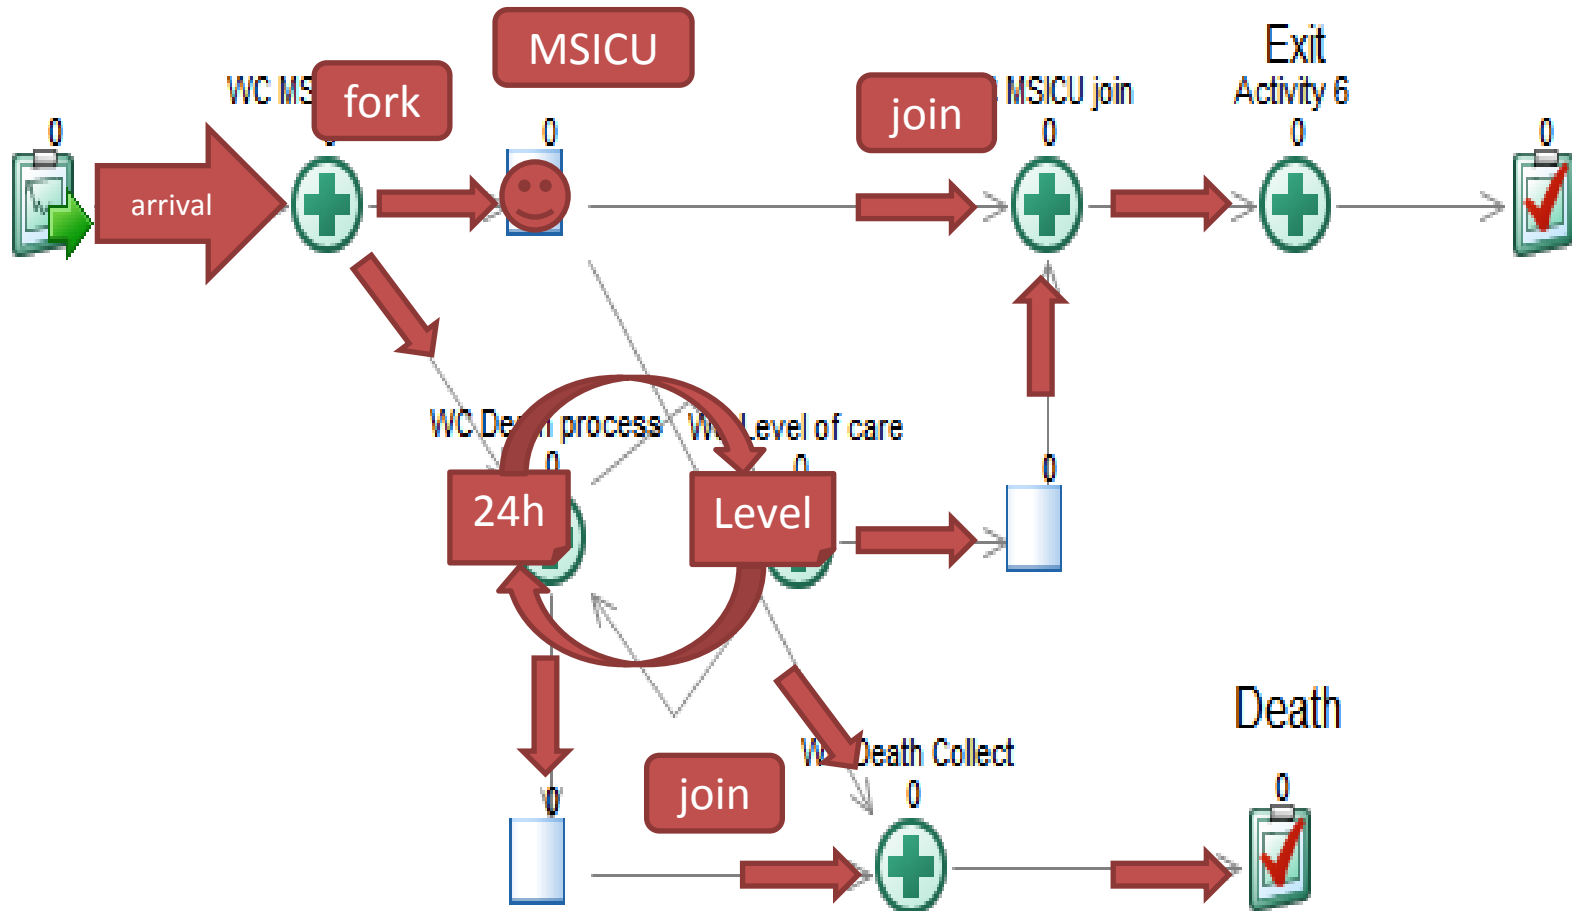 MSICU
Exit
WC MS
fork
join
MSICU join
Activity 6
0
0
0
0
0
arrival
WC De
process
Level of care
0
0
0
24h
Level
Death
join
Death Collect
0
0
0